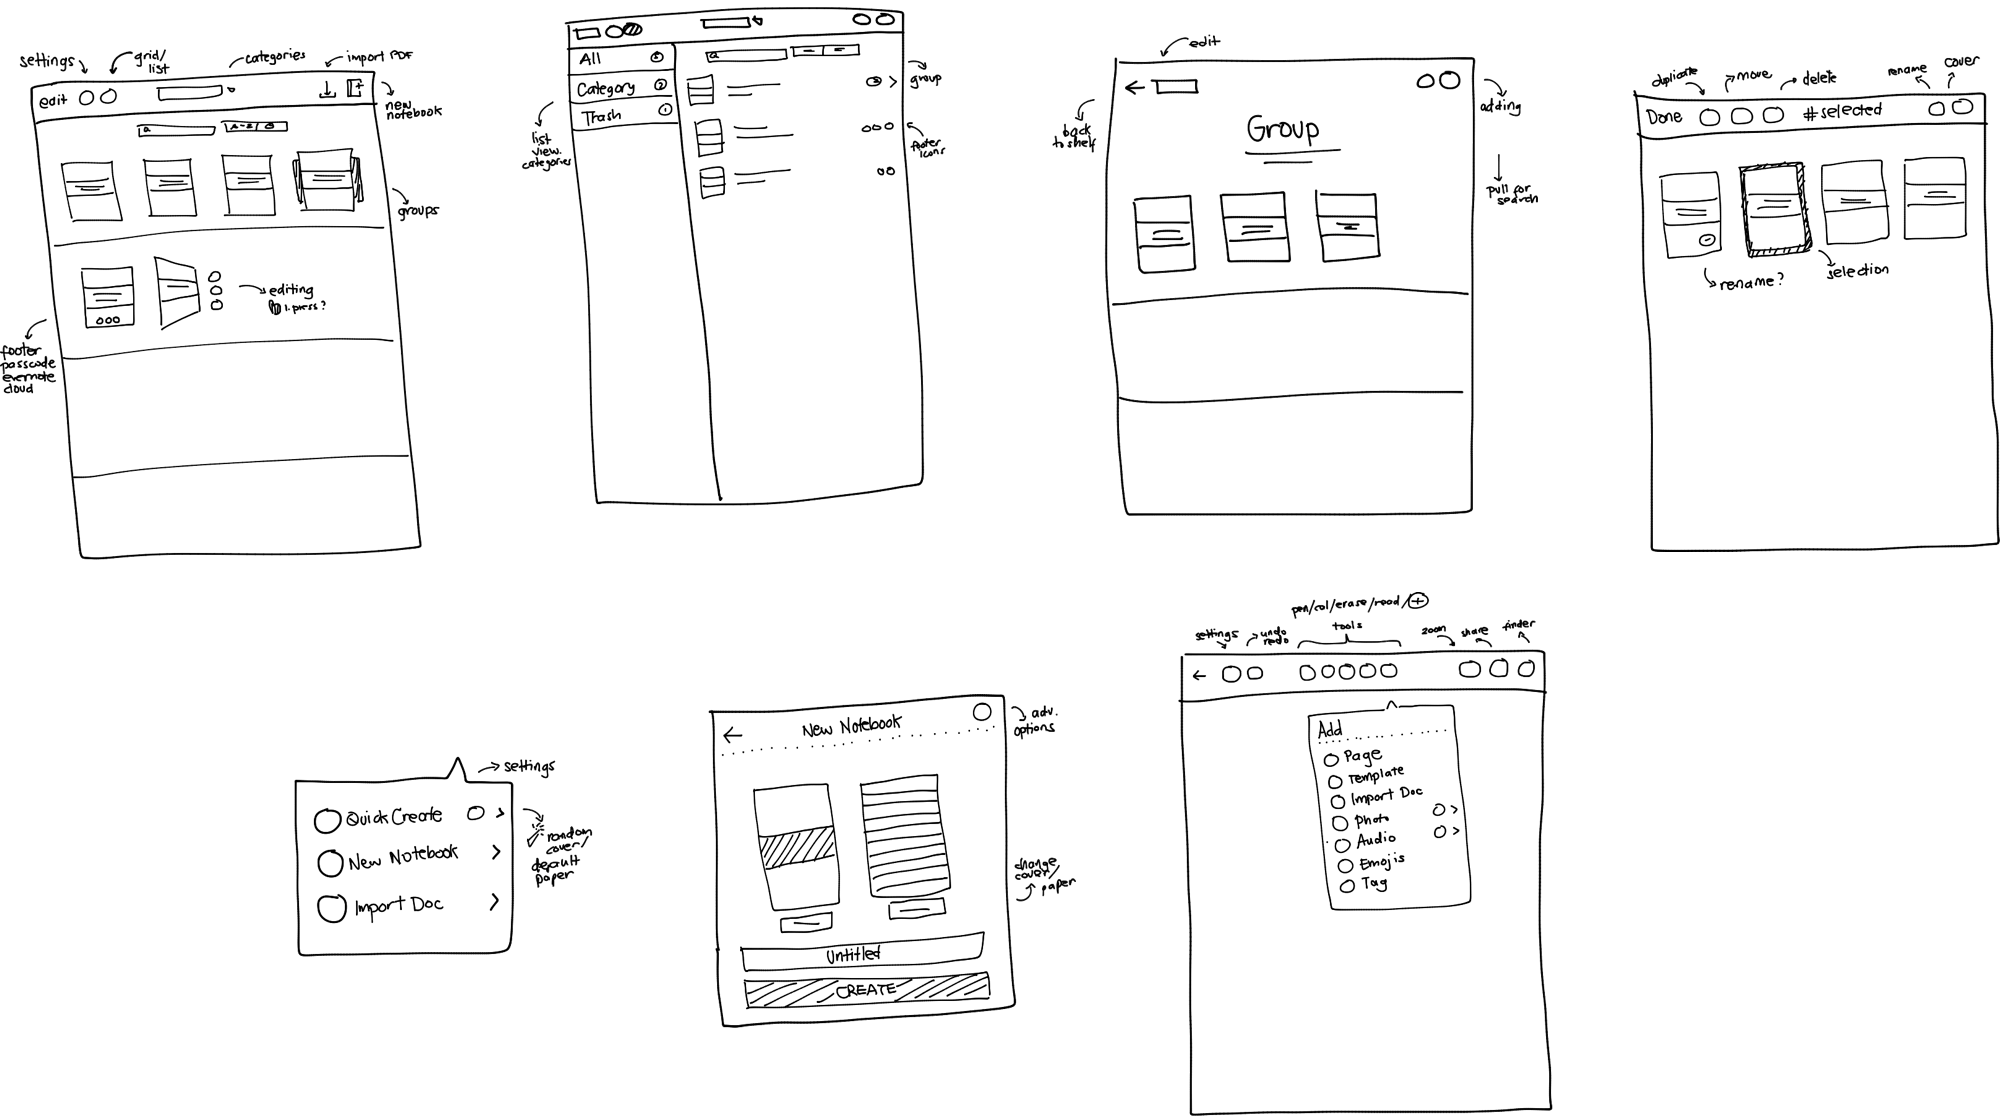 settings
grid/
list
categories
import PDF
edit
new
notebook
a
A-Z
groups
editing
1. press?
footer
passcode
evernote
cloud
All
3
Category
2
Trash
1
a
3 >
group
list
view.
categories
footer
icons
edit
back
to shelf
adding
Group
pull for
search
duplicate
move
delete
rename
cover
Done
#selected
rename?
selection
settings
Quick Create >
New Notebook >
Import Doc >
random
cover/
default
paper
New Notebook
adv.
options
change
cover/
paper
Untitled
CREATE
pen/col/erase/read/+
tools
settings
undo
redo
zoom
share
finder
Add
Page
Template
Import Doc
Photo >
Audio >
Emojis
Tag